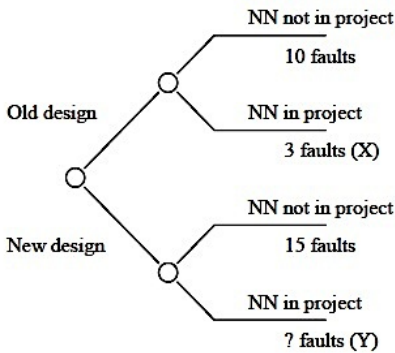 NN not in project
10 faults
Old design
NN in project
3 faults (X)
NN not in project
New design
15 faults
NN in project
? faults (Y)